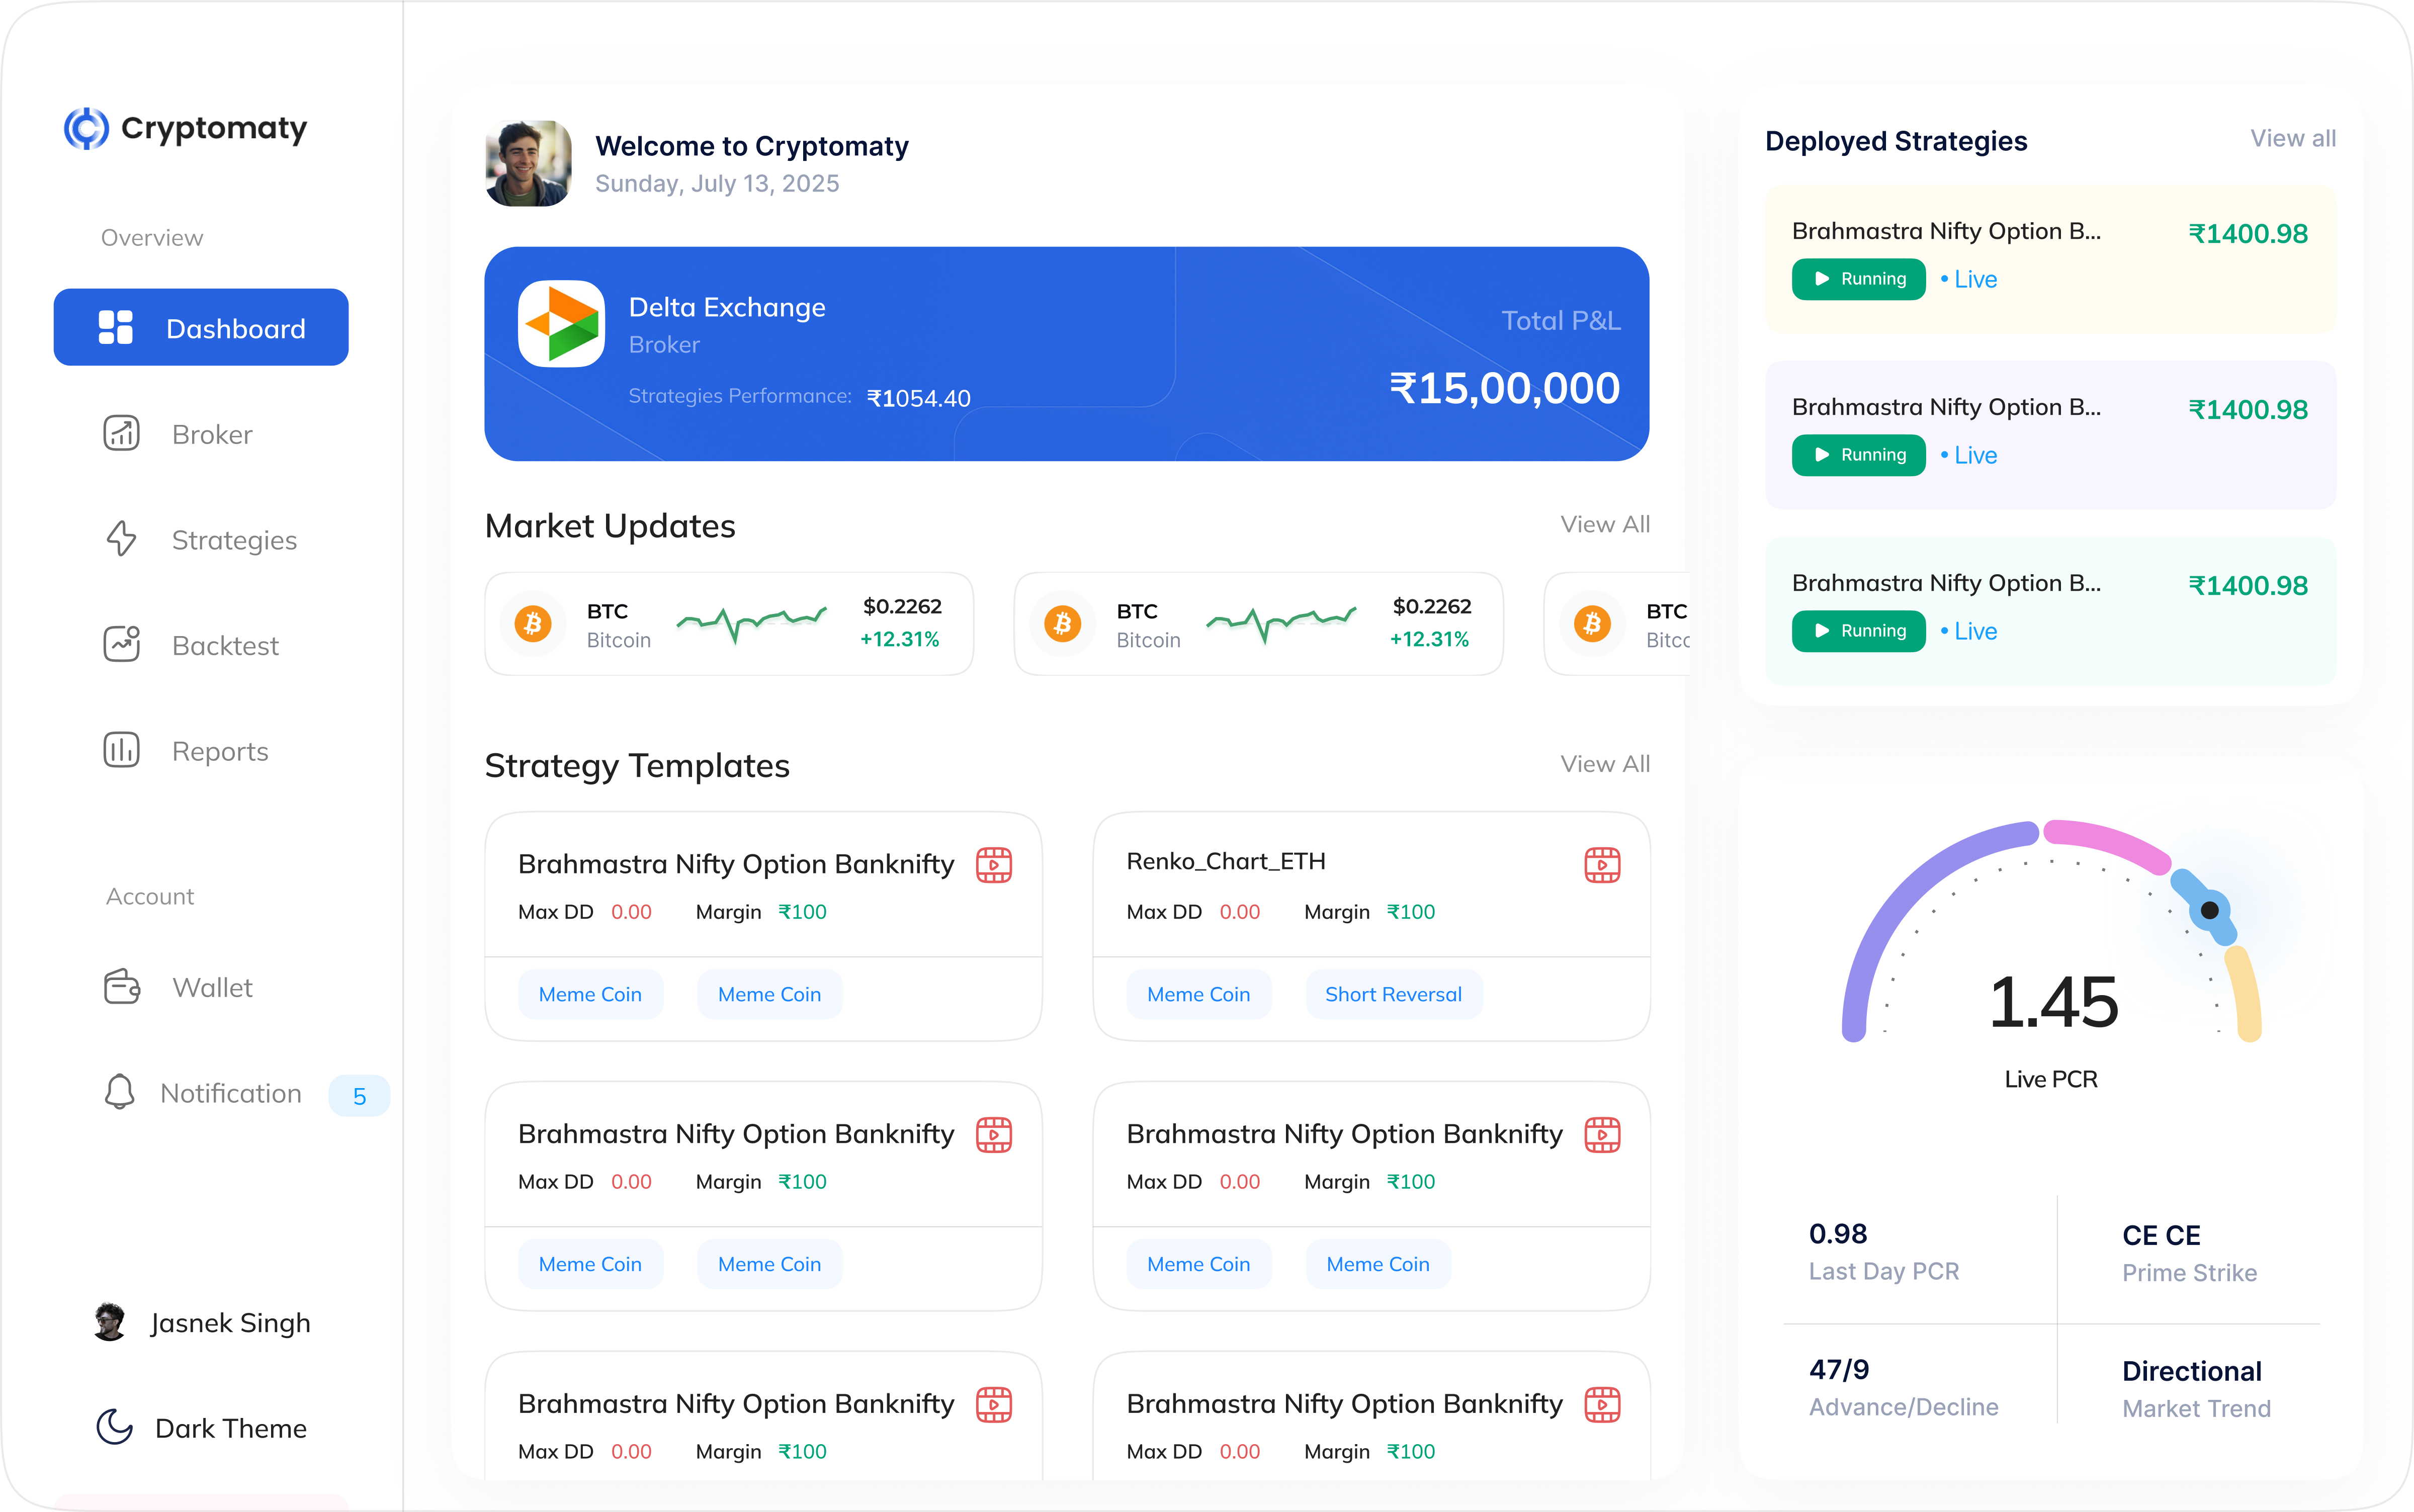 Cryptomaty
Overview
Dashboard
Broker
Strategies
Backtest
Reports
Account
Wallet
Notification 5
Jasnek Singh
Dark Theme
Welcome to Cryptomaty
Sunday, July 13, 2025
Delta Exchange
Broker
Strategies Performance: ₹1054.40
Total P&L
₹15,00,000
Market Updates View All
BTC
Bitcoin
$0.2262
+12.31%
BTC
Bitcoin
$0.2262
+12.31%
BTC
Bitc
Strategy Templates View All
Brahmastra Nifty Option Banknifty
Max DD 0.00 Margin ₹100
Meme Coin Meme Coin
Renko_Chart_ETH
Max DD 0.00 Margin ₹100
Meme Coin Short Reversal
Brahmastra Nifty Option Banknifty
Max DD 0.00 Margin ₹100
Meme Coin Meme Coin
Brahmastra Nifty Option Banknifty
Max DD 0.00 Margin ₹100
Meme Coin Meme Coin
Brahmastra Nifty Option Banknifty
Max DD 0.00 Margin ₹100
Brahmastra Nifty Option Banknifty
Max DD 0.00 Margin ₹100
Deployed Strategies View all
Brahmastra Nifty Option B... ₹1400.98
Running • Live
Brahmastra Nifty Option B... ₹1400.98
Running • Live
Brahmastra Nifty Option B... ₹1400.98
Running • Live
1.45
Live PCR
0.98
Last Day PCR
CE CE
Prime Strike
47/9
Advance/Decline
Directional
Market Trend